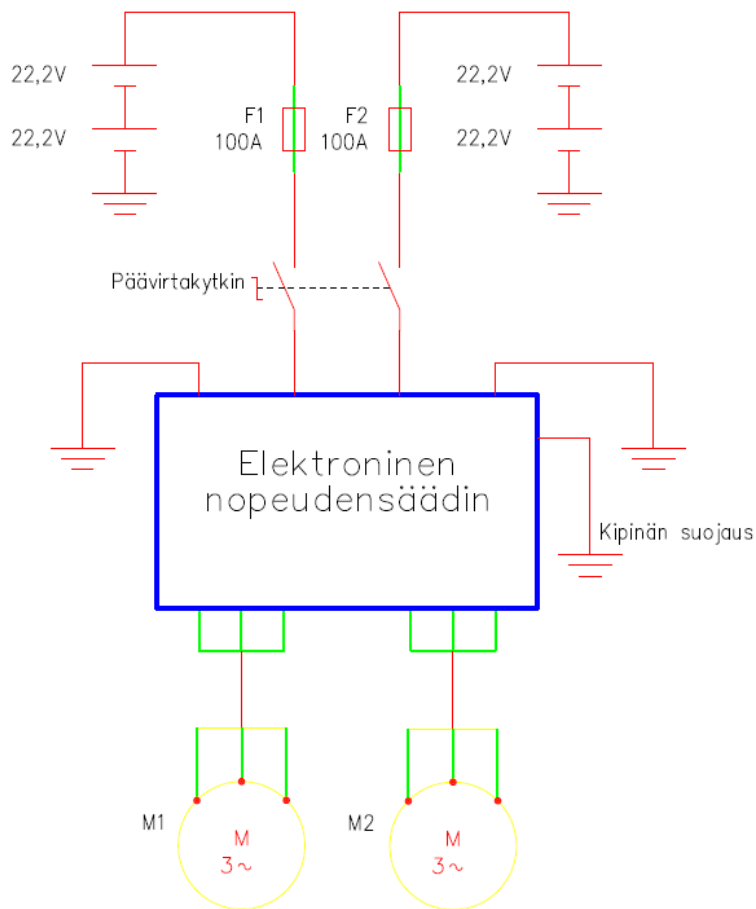 22,2V
22,2V
F1
100A
F2
100A
22,2V
22,2V
Päävirtakytkin
Elektroninen
nopeudensäädin
Kipinän suojaus
M1
M
3~
M2
M
3~